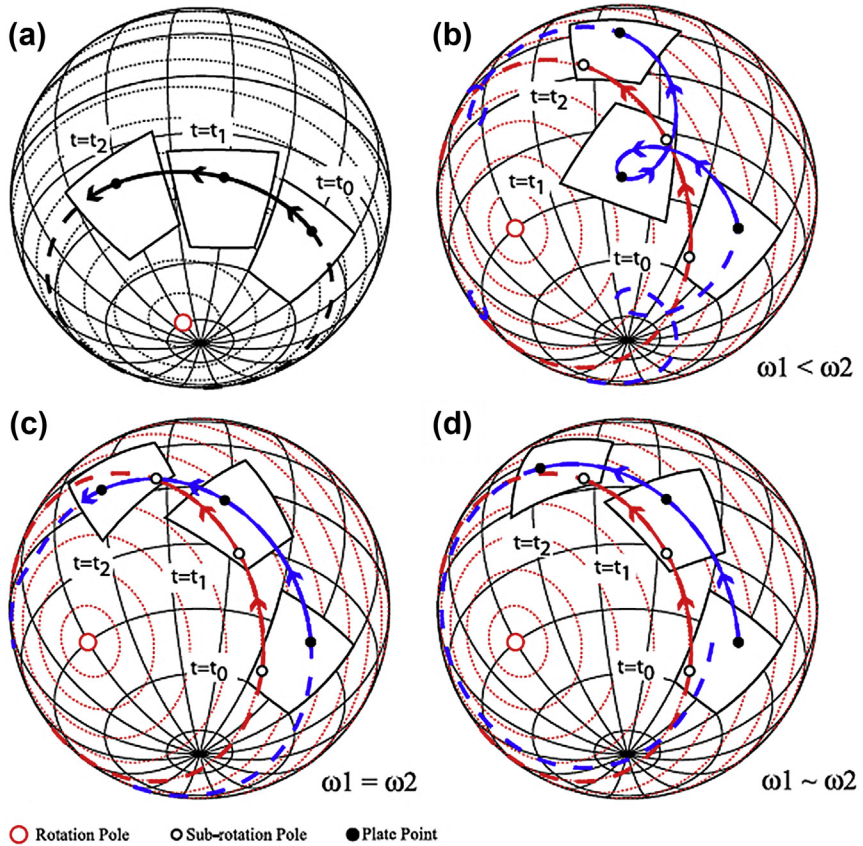 (a)
t=t2
t=t1
t=t0
(b)
t=t2
t=t1
t=t0
ω1 < ω2
(c)
t=t2
t=t1
t=t0
ω1 = ω2
(d)
t=t2
t=t1
t=t0
ω1 ~ ω2
Rotation Pole
Sub-rotation Pole
Plate Point